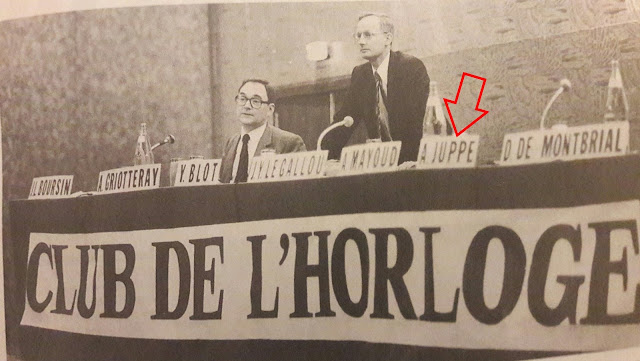 J.L. BOURSIN
A. GRIOTTERAY
Y. BLOT
J.Y. LE GALLOU
A. MAYOUD
A. JUPPE
D. DE MONTBRIAL
CLUB DE L'HORLOGE